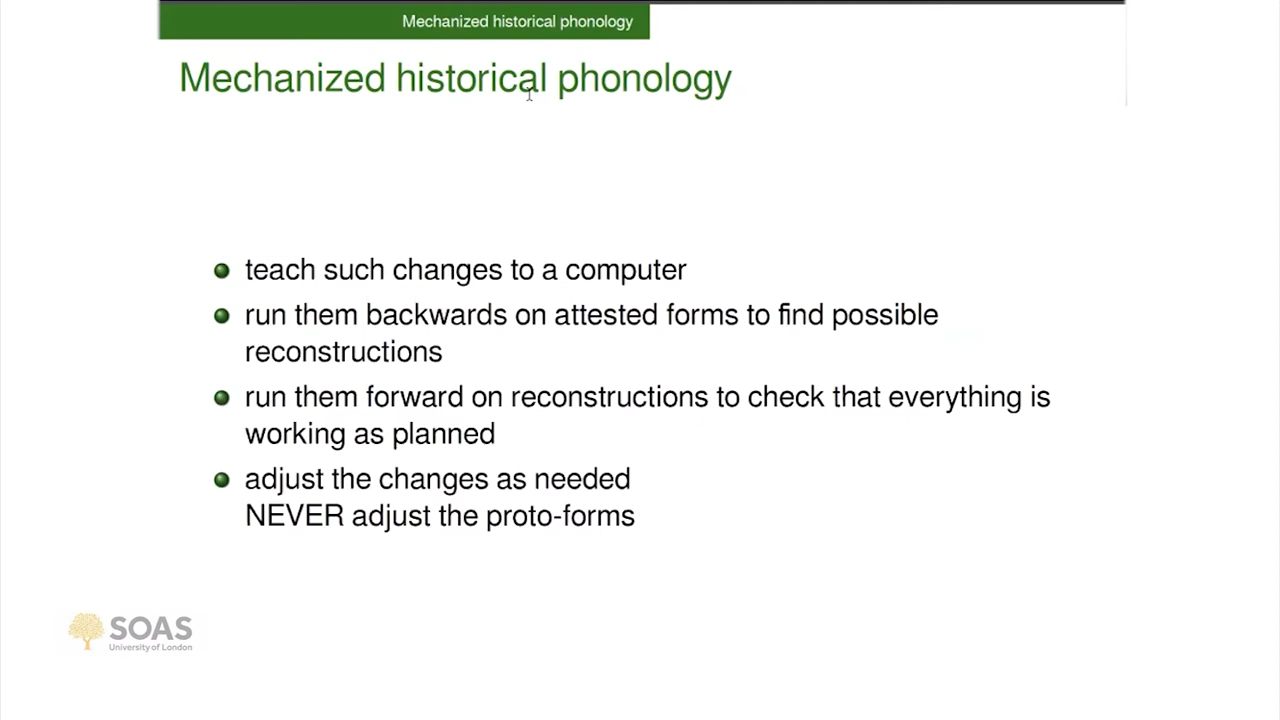 Mechanized historical phonology
Mechanized historical phonology
teach such changes to a computer
run them backwards on attested forms to find possible
reconstructions
run them forward on reconstructions to check that everything is
working as planned
adjust the changes as needed
NEVER adjust the proto-forms
SOAS
University of London